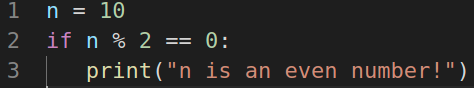 1 n = 10
2 if n % 2 == 0:
3     print("n is an even number!")